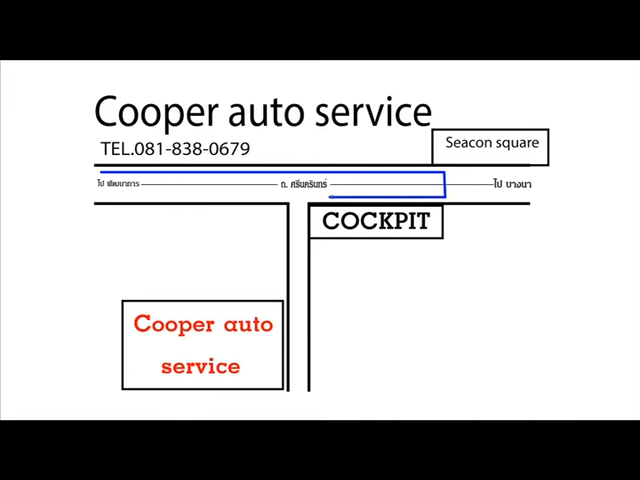 Cooper auto service
TEL.081-838-0679
Seacon square
ไป พัฒนาการ
ถ. ศรีนครินทร์
ไป บางนา
COCKPIT
Cooper auto
service